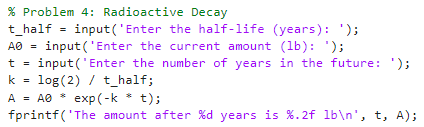 % Problem 4: Radioactive Decay
t_half = input('Enter the half-life (years): ');
A0 = input('Enter the current amount (lb): ');
t = input('Enter the number of years in the future: ');
k = log(2) / t_half;
A = A0 * exp(-k * t);
fprintf('The amount after %d years is %.2f lb\n', t, A);